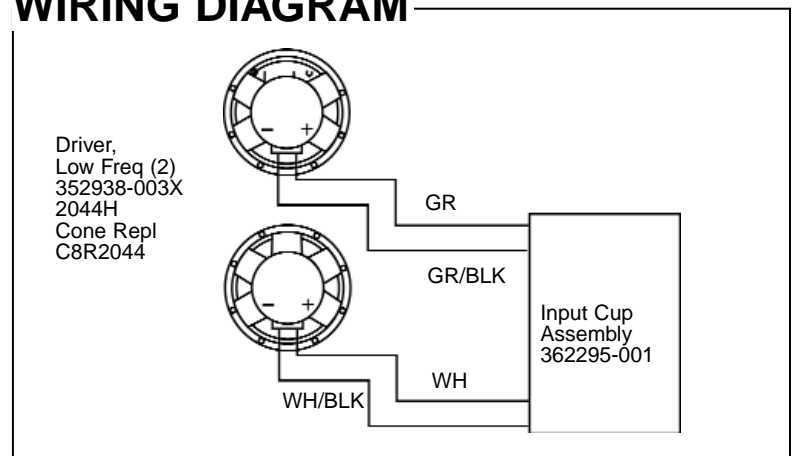 WIRING DIAGRAM
Driver,
Low Freq (2)
352938-003X
2044H
Cone Repl
C8R2044
- +
GR
GR/BLK
- +
Input Cup
Assembly
362295-001
WH
WH/BLK